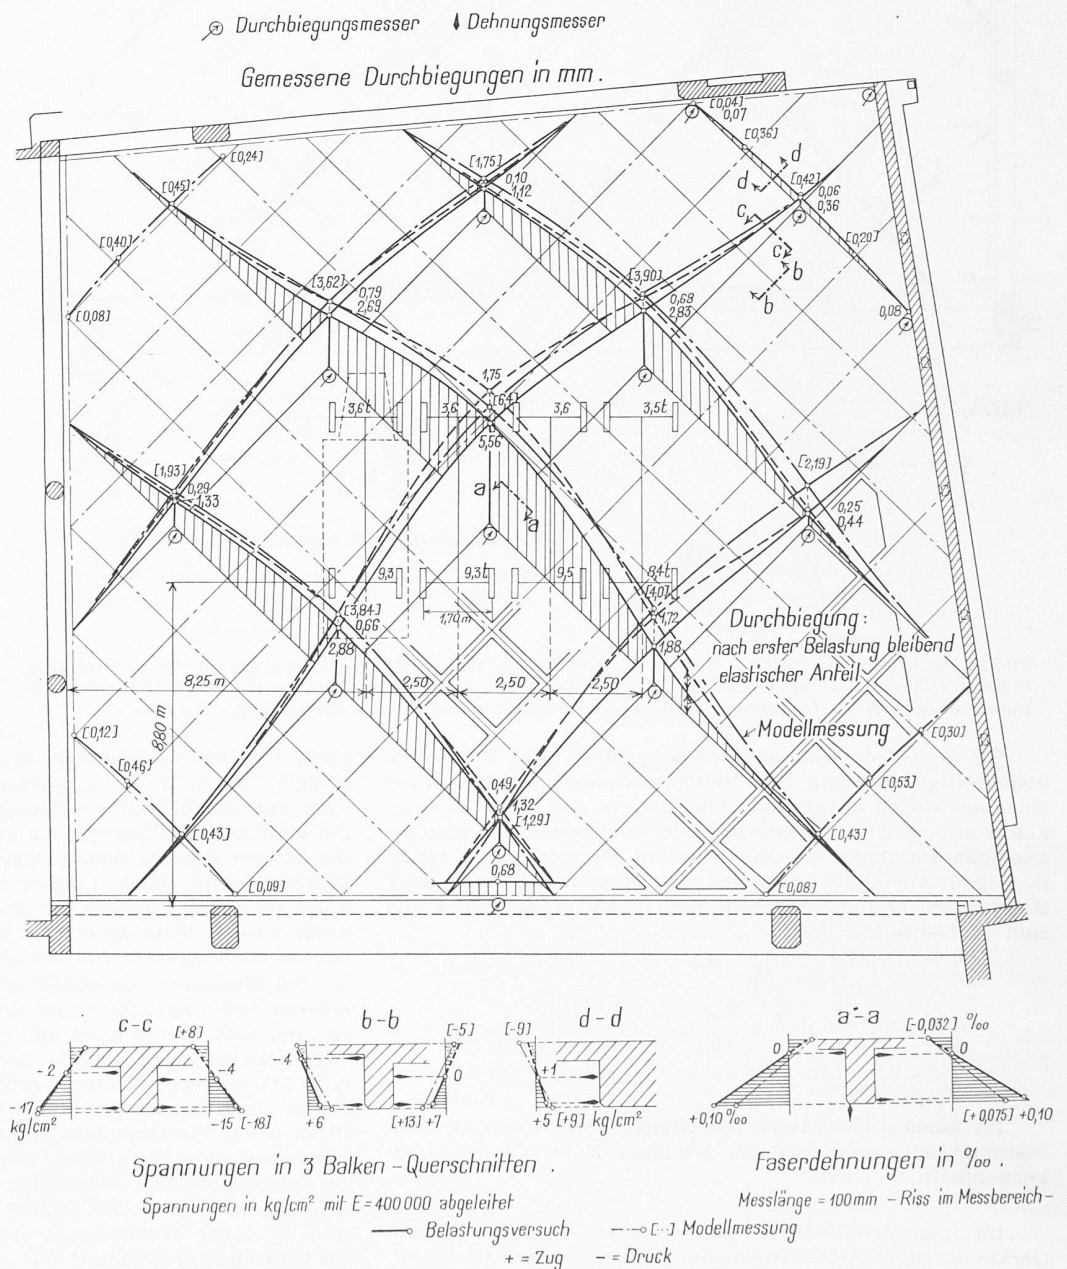 Durchbiegungsmesser
Dehnungsmesser
Gemessene Durchbiegungen in mm.
[0,04]
0,07
[0,24]
[0,36]
d
[1,75]
0,10
1,12
d
[0,42]
[0,45]
0,06
0,36
c
[0,40]
[0,20]
c
b
[3,62]
0,79
2,69
[3,90]
0,68
2,83
b
[0,08]
0,08
1,75
[6,4]
3,6t
3,6
3,6
3,5t
5,56
[1,93]
0,29
1,33
[2,19]
a
0,25
0,44
a
9,3
9,3t
9,5
8,4t
[4,0]
1,70 m
[3,84]
0,66
1,72
2,88
1,88
Durchbiegung:
nach erster Belastung bleibend
elastischer Anteil
8,25 m
2,50
2,50
2,50
8,80 m
Modellmessung
[0,12]
[0,30]
[0,46]
[0,53]
0,49
1,32
[1,29]
[0,43]
[0,43]
0,68
[0,09]
[0,08]
c-c
[+8]
b-b
[-5]
d-d
[-9]
a-a
[-0,032] ‰
-2
-4
-4
0
+1
0
0
-17
kg/cm²
-15 [-18]
+6
[+13] +7
+5 [+9] kg/cm²
+0,10‰
[+0,075] +0,10
Spannungen in 3 Balken-Querschnitten.
Faserdehnungen in ‰.
Spannungen in kg/cm² mit E=400000 abgeleitet
Messlänge = 100mm - Riss im Messbereich-
Belastungsversuch
[··] Modellmessung
+ = Zug
- = Druck